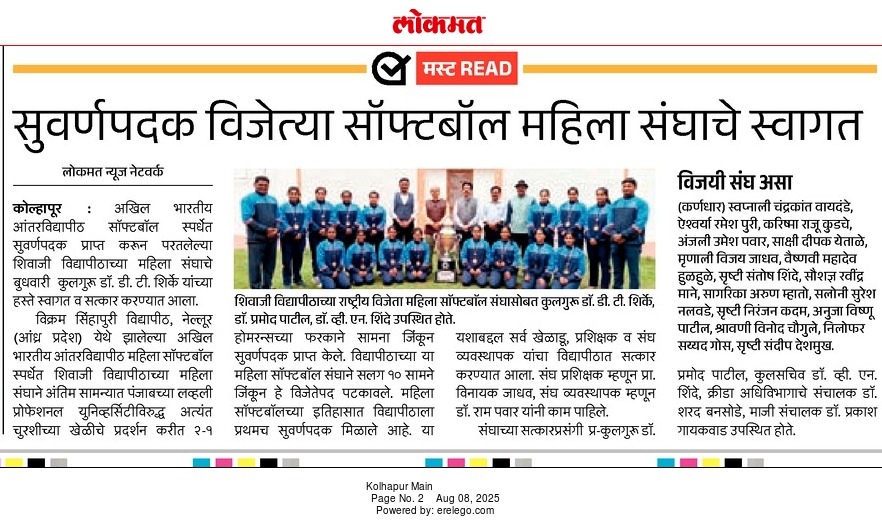 लोकमत
मस्ट READ
सुवर्णपदक विजेत्या सॉफ्टबॉल महिला संघाचे स्वागत
लोकमत न्यूज नेटवर्क
कोल्हापूर : अखिल भारतीय
आंतरविद्यापीठ सॉफ्टबॉल स्पर्धेत
सुवर्णपदक प्राप्त करून परतलेल्या
शिवाजी विद्यापीठाच्या महिला संघाचे
बुधवारी कुलगुरू डॉ. डी. टी. शिर्के यांच्या
हस्ते स्वागत व सत्कार करण्यात आला.
विक्रम सिंहापुरी विद्यापीठ, नेल्लूर
(आंध्र प्रदेश) येथे झालेल्या अखिल
भारतीय आंतरविद्यापीठ महिला सॉफ्टबॉल
स्पर्धेत शिवाजी विद्यापीठाच्या महिला
संघाने अंतिम सामन्यात पंजाबच्या लव्हली
प्रोफेशनल युनिव्हर्सिटीविरुद्ध अत्यंत
चुरशीच्या खेळीचे प्रदर्शन करीत २-१
शिवाजी विद्यापीठाच्या राष्ट्रीय विजेता महिला सॉफ्टबॉल संघासोबत कुलगुरू डॉ. डी. टी. शिर्के,
डॉ. प्रमोद पाटील, डॉ. व्ही. एन. शिंदे उपस्थित होते.
होमरन्सच्या फरकाने सामना जिंकून
सुवर्णपदक प्राप्त केले. विद्यापीठाच्या या
महिला सॉफ्टबॉल संघाने सलग १० सामने
जिंकून हे विजेतेपद पटकावले. महिला
सॉफ्टबॉलच्या इतिहासात विद्यापीठाला
प्रथमच सुवर्णपदक मिळाले आहे. या
यशाबद्दल सर्व खेळाडू, प्रशिक्षक व संघ
व्यवस्थापक यांचा विद्यापीठात सत्कार
करण्यात आला. संघ प्रशिक्षक म्हणून प्रा.
विनायक जाधव, संघ व्यवस्थापक म्हणून
डॉ. राम पवार यांनी काम पाहिले.
संघाच्या सत्कारप्रसंगी प्र-कुलगुरू डॉ.
विजयी संघ असा
(कर्णधार) स्वप्नाली चंद्रकांत वायदंडे,
ऐश्वर्या रमेश पुरी, करिष्मा राजू कुडचे,
अंजली उमेश पवार, साक्षी दीपक येताळे,
मृणाली विजय जाधव, वैष्णवी महादेव
हुळहुळे, सृष्टी संतोष शिंदे, सौशज्ञ रवींद्र
माने, सागरिका अरुण म्हातो, सलोनी सुरेश
नलवडे, सृष्टी निरंजन कदम, अनुजा विष्णू
पाटील, श्रावणी विनोद चौगुले, निलोफर
सय्यद गोस, सृष्टी संदीप देशमुख.
प्रमोद पाटील, कुलसचिव डॉ. व्ही. एन.
शिंदे, क्रीडा अधिविभागाचे संचालक डॉ.
शरद बनसोडे, माजी संचालक डॉ. प्रकाश
गायकवाड उपस्थित होते.
Kolhapur Main
Page No. 2 Aug 08, 2025
Powered by: erelego.com